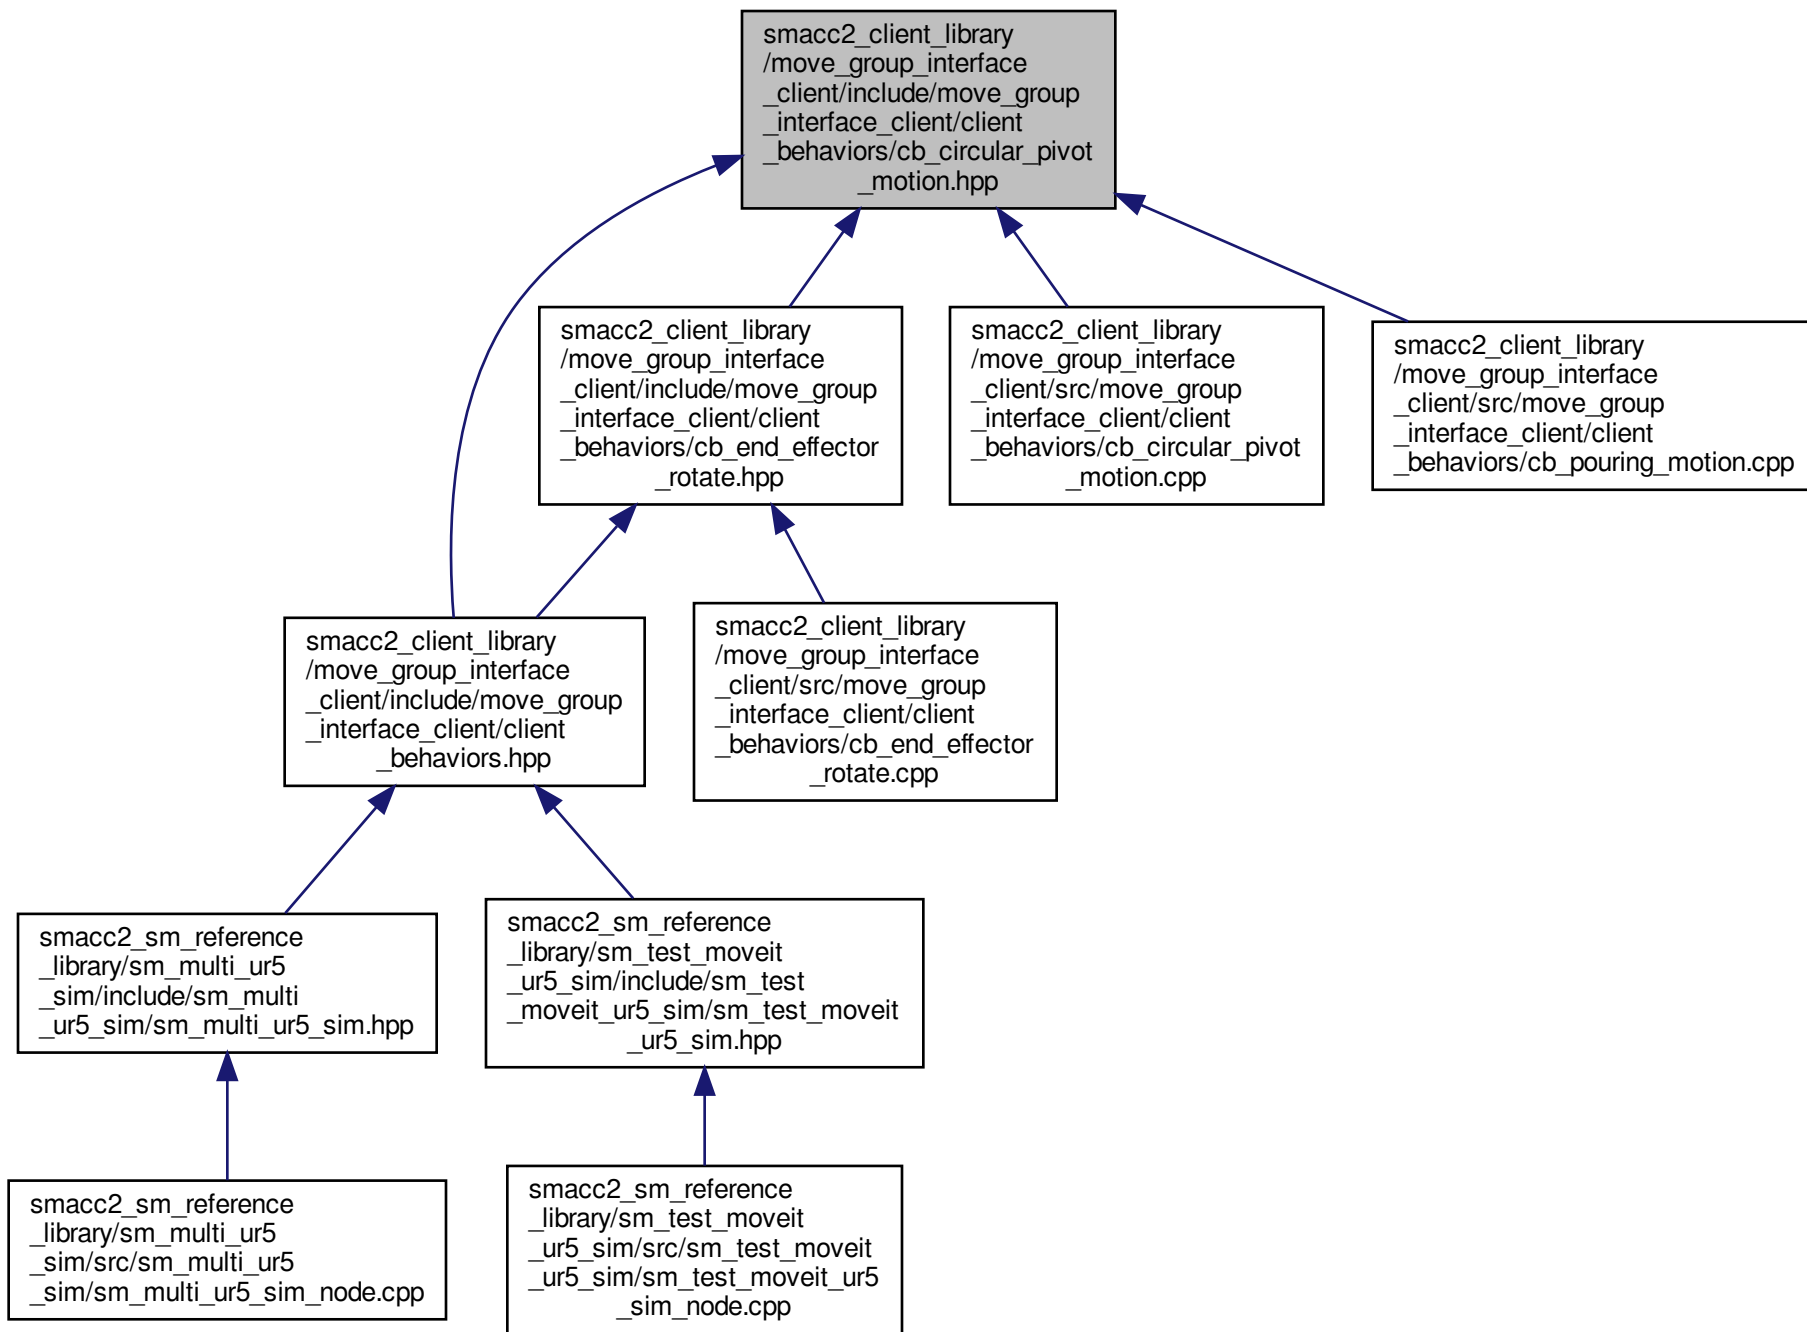 smacc2_client_library
/move_group_interface
_client/include/move_group
_interface_client/client
_behaviors/cb_circular_pivot
_motion.hpp
smacc2_client_library
/move_group_interface
_client/include/move_group
_interface_client/client
_behaviors/cb_end_effector
_rotate.hpp
smacc2_client_library
/move_group_interface
_client/src/move_group
_interface_client/client
_behaviors/cb_circular_pivot
_motion.cpp
smacc2_client_library
/move_group_interface
_client/src/move_group
_interface_client/client
_behaviors/cb_pouring_motion.cpp
smacc2_client_library
/move_group_interface
_client/include/move_group
_interface_client/client
_behaviors.hpp
smacc2_client_library
/move_group_interface
_client/src/move_group
_interface_client/client
_behaviors/cb_end_effector
_rotate.cpp
smacc2_sm_reference
_library/sm_multi_ur5
_sim/include/sm_multi
_ur5_sim/sm_multi_ur5_sim.hpp
smacc2_sm_reference
_library/sm_test_moveit
_ur5_sim/include/sm_test
_moveit_ur5_sim/sm_test_moveit
_ur5_sim.hpp
smacc2_sm_reference
_library/sm_multi_ur5
_sim/src/sm_multi_ur5
_sim/sm_multi_ur5_sim_node.cpp
smacc2_sm_reference
_library/sm_test_moveit
_ur5_sim/src/sm_test_moveit
_ur5_sim/sm_test_moveit_ur5
_sim_node.cpp